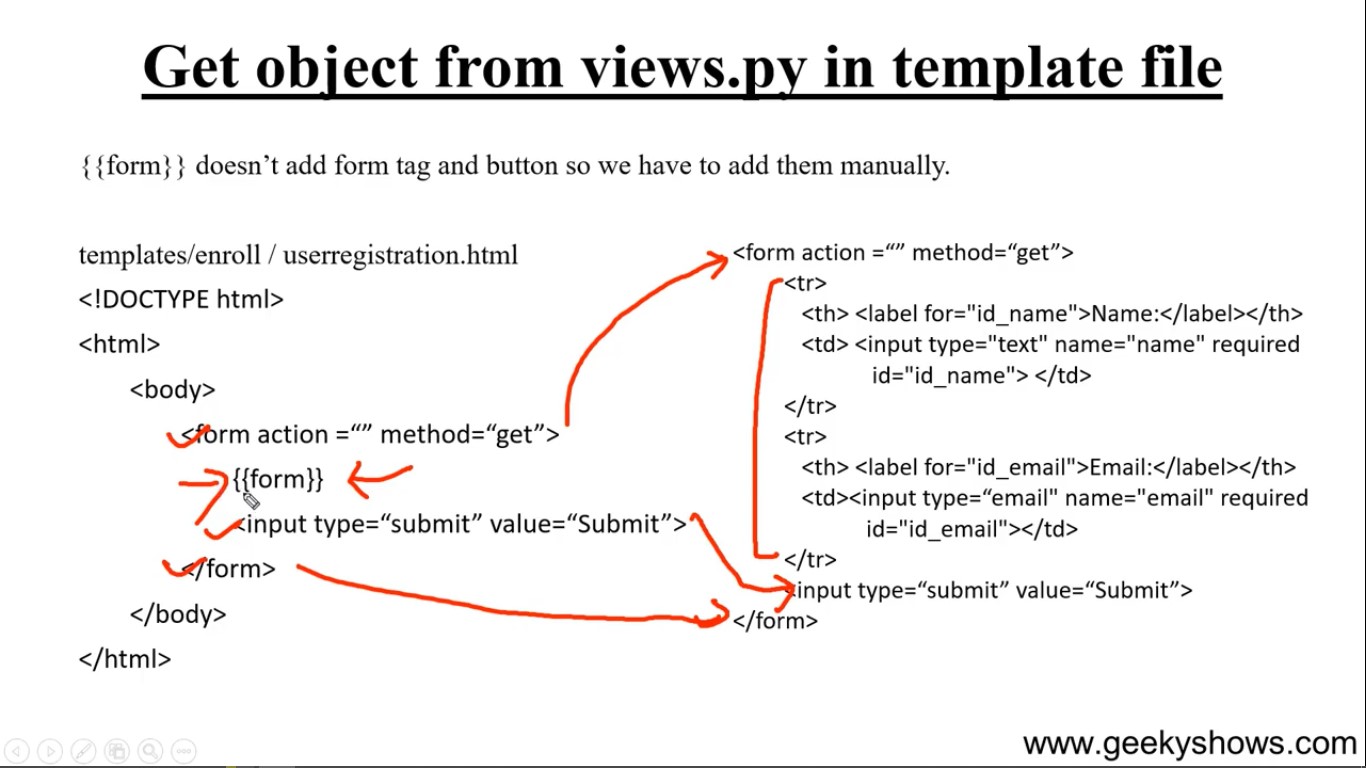 Get object from views.py in template file
{{form}} doesn’t add form tag and button so we have to add them manually.
templates/enroll / userregistration.html
<!DOCTYPE html>
<html>
<body>
<form action =“” method=“get”>
{{form}}
<input type=“submit” value=“Submit”>
</form>
</body>
</html>
<form action =“” method=“get”>
<tr>
<th> <label for="id_name">Name:</label></th>
<td> <input type="text" name="name" required
id="id_name"> </td>
</tr>
<tr>
<th> <label for="id_email">Email:</label></th>
<td><input type=“email" name="email" required
id="id_email"></td>
</tr>
<input type=“submit” value=“Submit”>
</form>
www.geekyshows.com